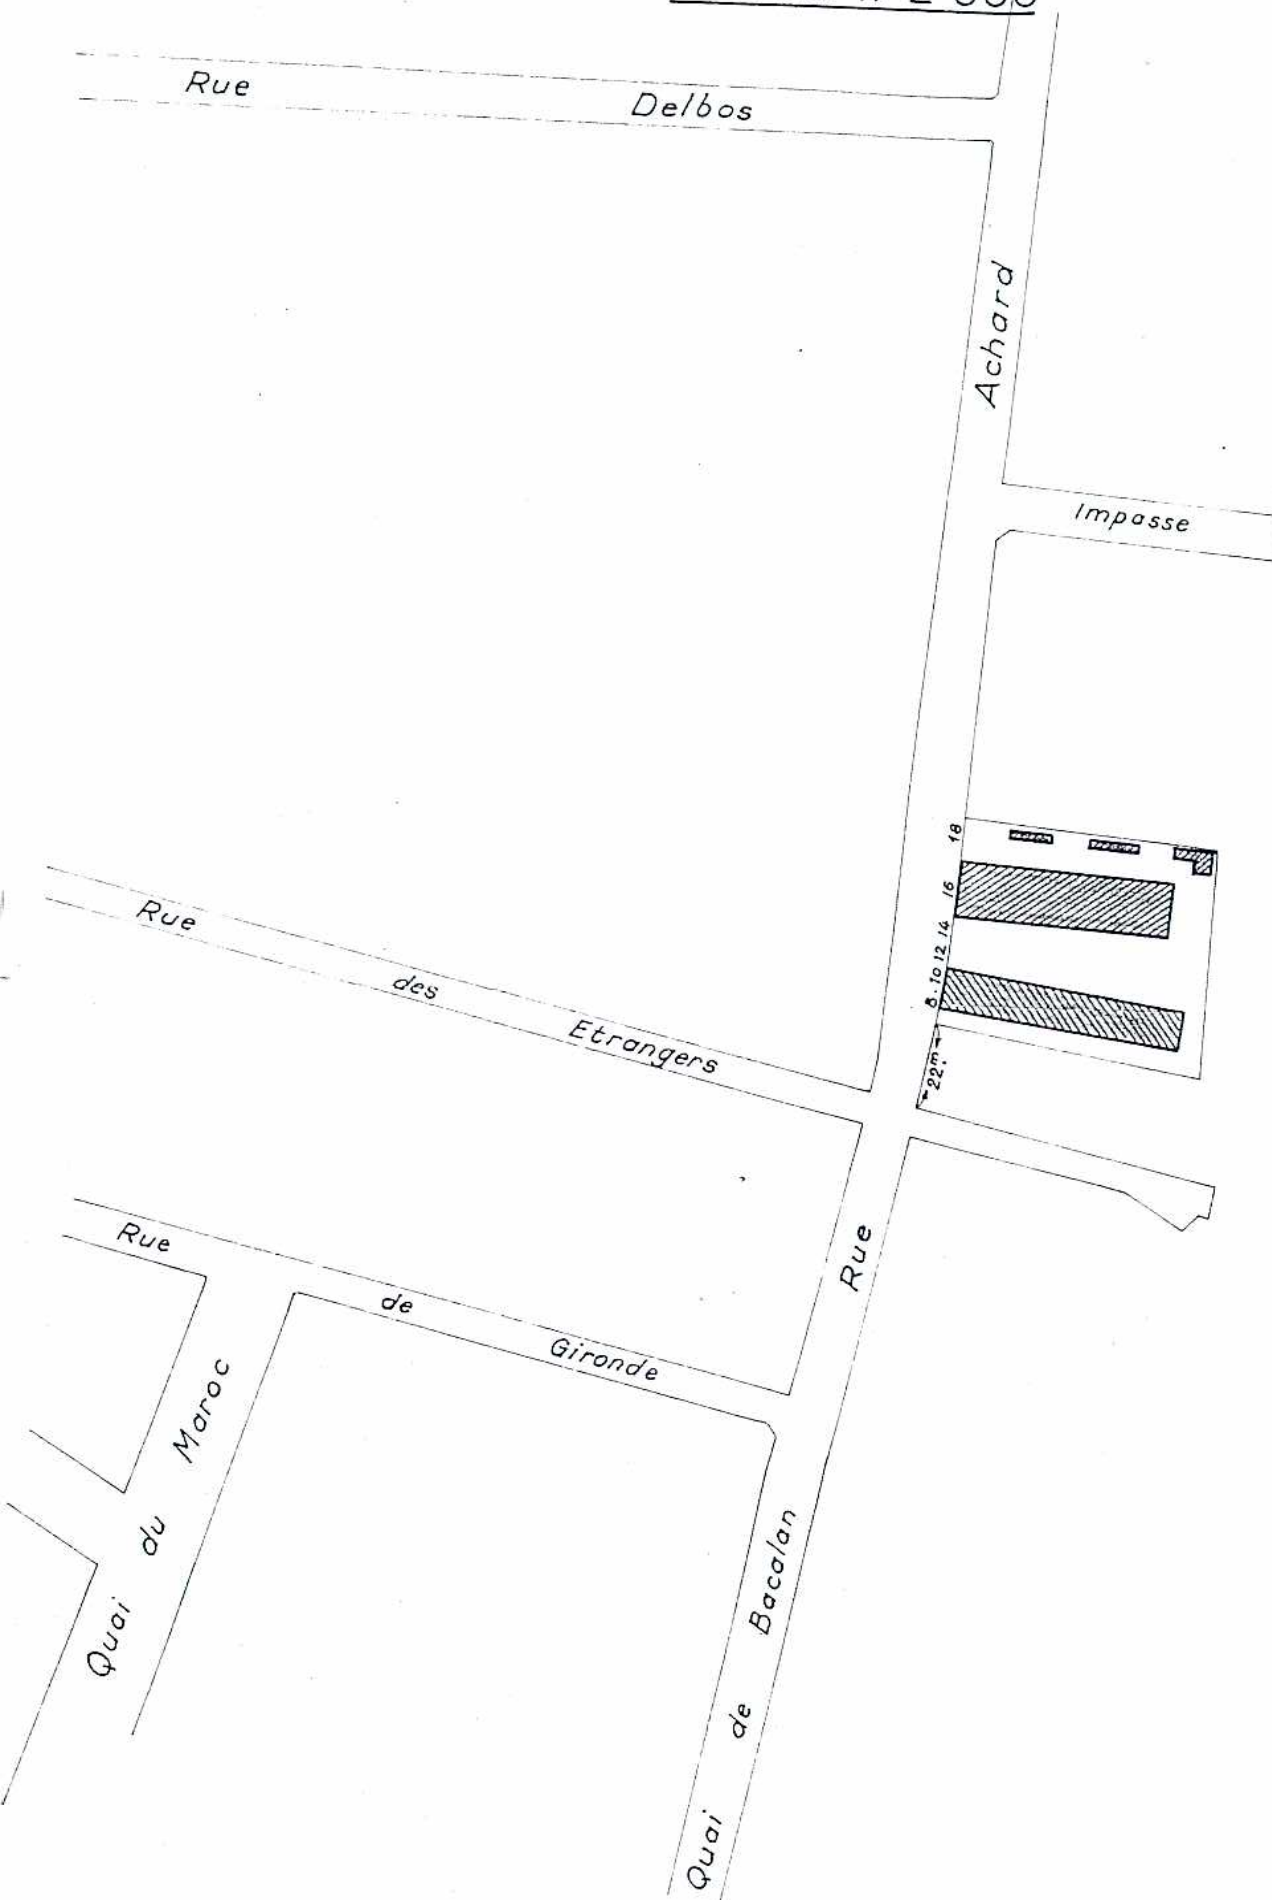 Rue Delbos
Rue Achard
Impasse
18
16
14
12
8.10
22.m
Rue des Etrangers
Rue de Gironde
Quai du Maroc
Quai de Bacalan